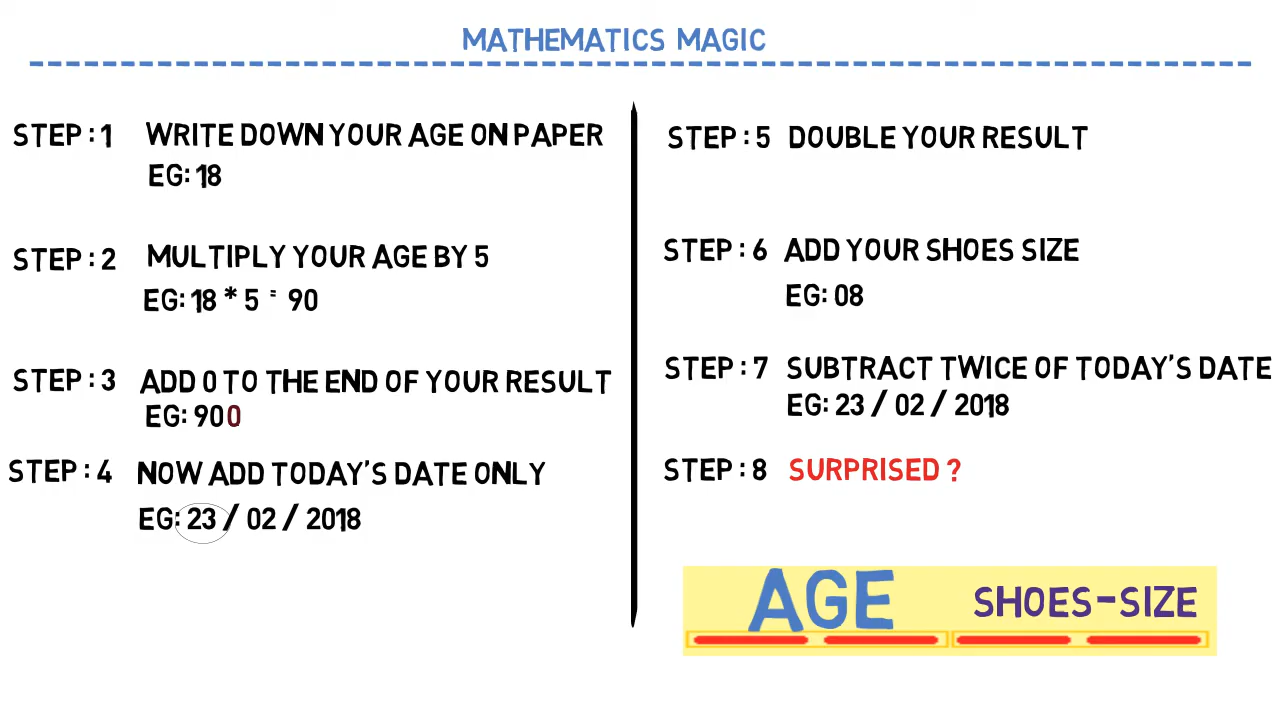 MATHEMATICS MAGIC
STEP : 1 WRITE DOWN YOUR AGE ON PAPER
EG: 18
STEP : 2 MULTIPLY YOUR AGE BY 5
EG: 18 * 5 = 90
STEP : 3 ADD 0 TO THE END OF YOUR RESULT
EG: 900
STEP : 4 NOW ADD TODAY'S DATE ONLY
EG: 23 / 02 / 2018
STEP : 5 DOUBLE YOUR RESULT
STEP : 6 ADD YOUR SHOES SIZE
EG: 08
STEP : 7 SUBTRACT TWICE OF TODAY'S DATE
EG: 23 / 02 / 2018
STEP : 8 SURPRISED ?
AGE SHOES-SIZE